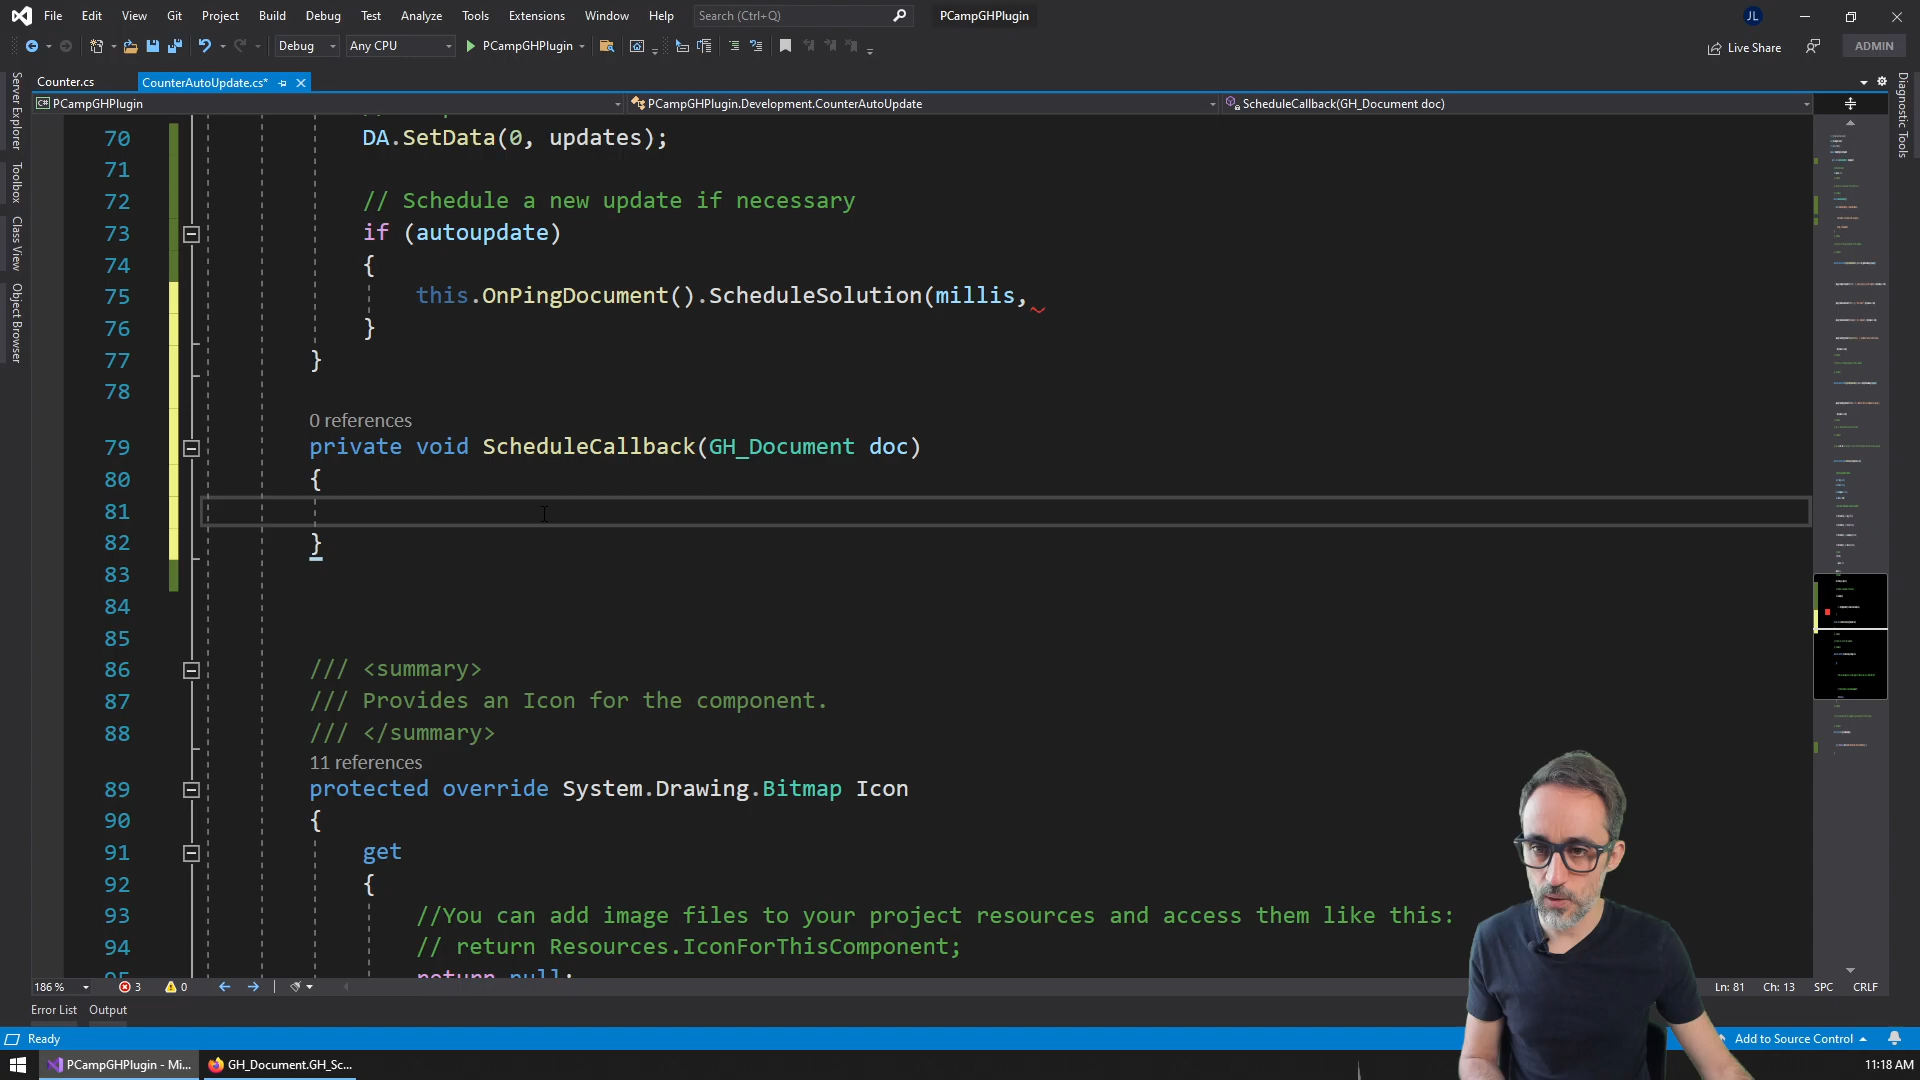 File Edit View Git Project Build Debug Test Analyze Tools Extensions Window Help Search (Ctrl+Q) PCampGHPlugin JL
Debug Any CPU PCampGHPlugin Live Share ADMIN
Counter.cs CounterAutoUpdate.cs*
PCampGHPlugin PCampGHPlugin.Development.CounterAutoUpdate ScheduleCallback(GH_Document doc)
Server Explorer
Toolbox
Class View
Object Browser
Diagnostic Tools
70 DA.SetData(0, updates);
71
72 // Schedule a new update if necessary
73 if (autoupdate)
74 {
75 this.OnPingDocument().ScheduleSolution(millis,
76 }
77 }
78
0 references
79 private void ScheduleCallback(GH_Document doc)
80 {
81
82 }
83
84
85
86 /// <summary>
87 /// Provides an Icon for the component.
88 /// </summary>
11 references
89 protected override System.Drawing.Bitmap Icon
90 {
91 get
92 {
93 //You can add image files to your project resources and access them like this:
94 // return Resources.IconForThisComponent;
95 return null;
186 % 3 0 Ln: 81 Ch: 13 SPC CRLF
Error List Output
Ready Add to Source Control
PCampGHPlugin - Mi... GH_Document.GH_Sc... 11:18 AM